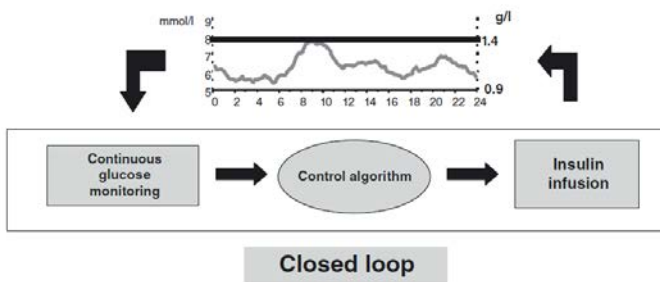 mmol/l
g/l
9
8
7
6
5
1.4
0.9
0 2 4 6 8 10 12 14 16 18 20 22 24
Continuous
glucose
monitoring
Control algorithm
Insulin
infusion
Closed loop